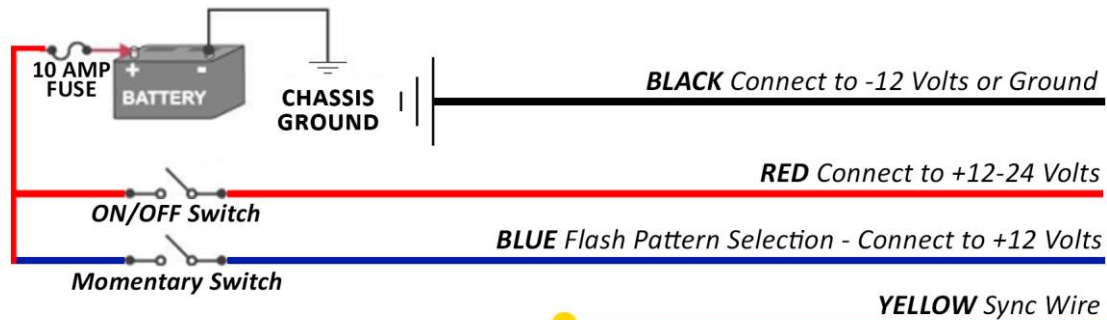 10 AMP
FUSE
+ -
BATTERY
CHASSIS
GROUND
BLACK Connect to -12 Volts or Ground
RED Connect to +12-24 Volts
ON/OFF Switch
BLUE Flash Pattern Selection - Connect to +12 Volts
Momentary Switch
YELLOW Sync Wire